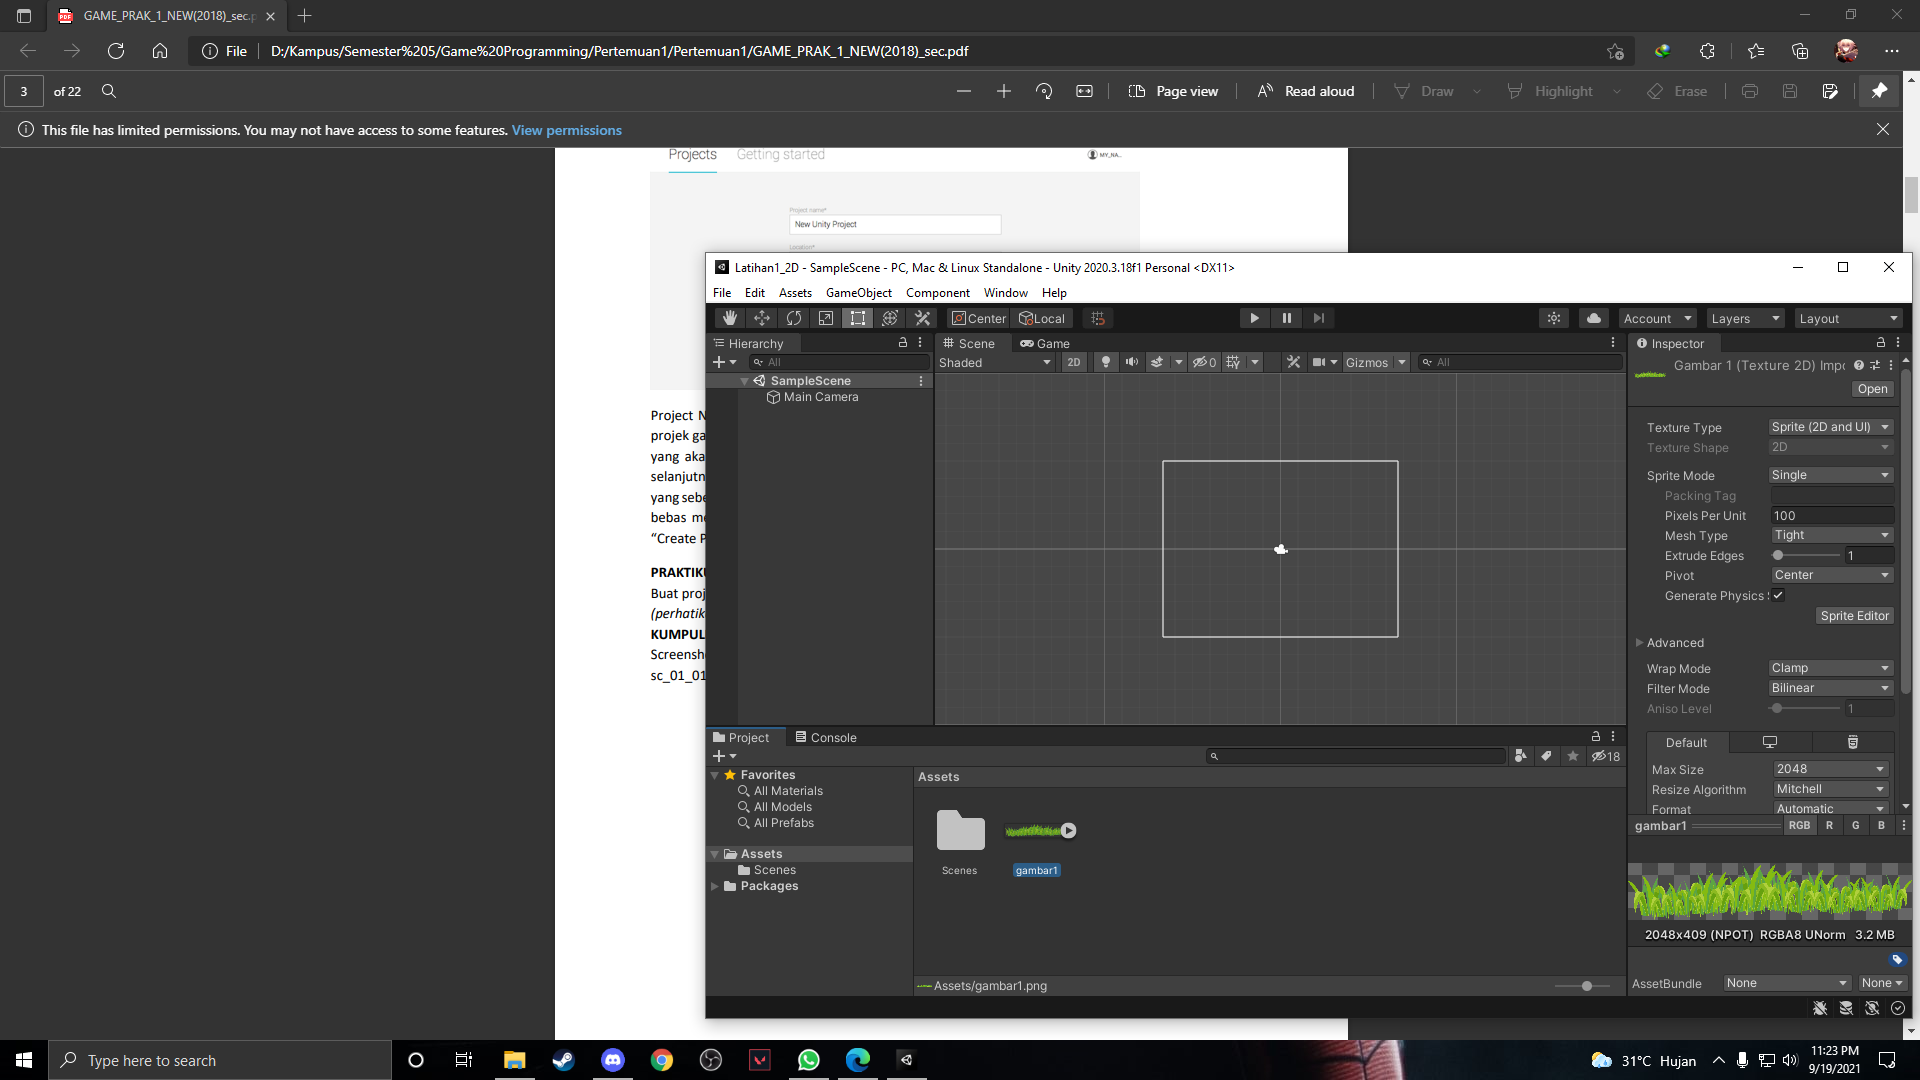 GAME_PRAK_1_NEW(2018)_sec.p
File D:/Kampus/Semester%205/Game%20Programming/Pertemuan1/Pertemuan1/GAME_PRAK_1_NEW(2018)_sec.pdf
3 of 22 Page view Read aloud Draw Highlight Erase
This file has limited permissions. You may not have access to some features. View permissions
Projects Getting started MY_NA...
Project name*
New Unity Project
Location*
Project N
projek ga
yang aka
selanjutn
yang sebe
bebas me
“Create P
PRAKTIKU
Buat proj
(perhatik
KUMPUL
Screensh
sc_01_01
Latihan1_2D - SampleScene - PC, Mac & Linux Standalone - Unity 2020.3.18f1 Personal <DX11>
File Edit Assets GameObject Component Window Help
Center Local Account Layers Layout
Hierarchy
All
SampleScene
Main Camera
Scene Game
Shaded 2D 0 Gizmos All
Inspector
Gambar 1 (Texture 2D) Impo
Open
Texture Type Sprite (2D and UI)
Texture Shape 2D
Sprite Mode Single
Packing Tag
Pixels Per Unit 100
Mesh Type Tight
Extrude Edges 1
Pivot Center
Generate Physics
Sprite Editor
Advanced
Wrap Mode Clamp
Filter Mode Bilinear
Aniso Level 1
Default
Max Size 2048
Resize Algorithm Mitchell
Format Automatic
gambar1 RGB R G B
2048x409 (NPOT) RGBA8 UNorm 3.2 MB
AssetBundle None None
Project Console
18
Favorites
All Materials
All Models
All Prefabs
Assets
Scenes
Packages
Assets
Scenes gambar1
Assets/gambar1.png
Type here to search
31°C Hujan
11:23 PM
9/19/2021